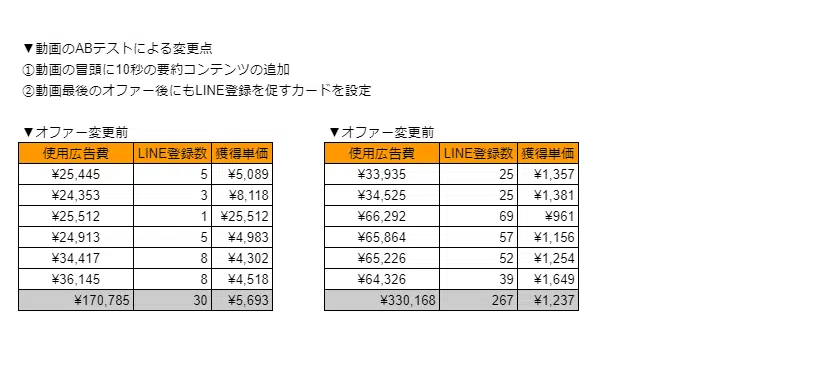 ▼動画のABテストによる変更点
①動画の冒頭に10秒の要約コンテンツの追加
②動画最後のオファー後にもLINE登録を促すカードを設定
▼オファー変更前
使用広告費 LINE登録数 獲得単価
¥25,445 5 ¥5,089
¥24,353 3 ¥8,118
¥25,512 1 ¥25,512
¥24,913 5 ¥4,983
¥34,417 8 ¥4,302
¥36,145 8 ¥4,518
¥170,785 30 ¥5,693
▼オファー変更前
使用広告費 LINE登録数 獲得単価
¥33,935 25 ¥1,357
¥34,525 25 ¥1,381
¥66,292 69 ¥961
¥65,864 57 ¥1,156
¥65,226 52 ¥1,254
¥64,326 39 ¥1,649
¥330,168 267 ¥1,237